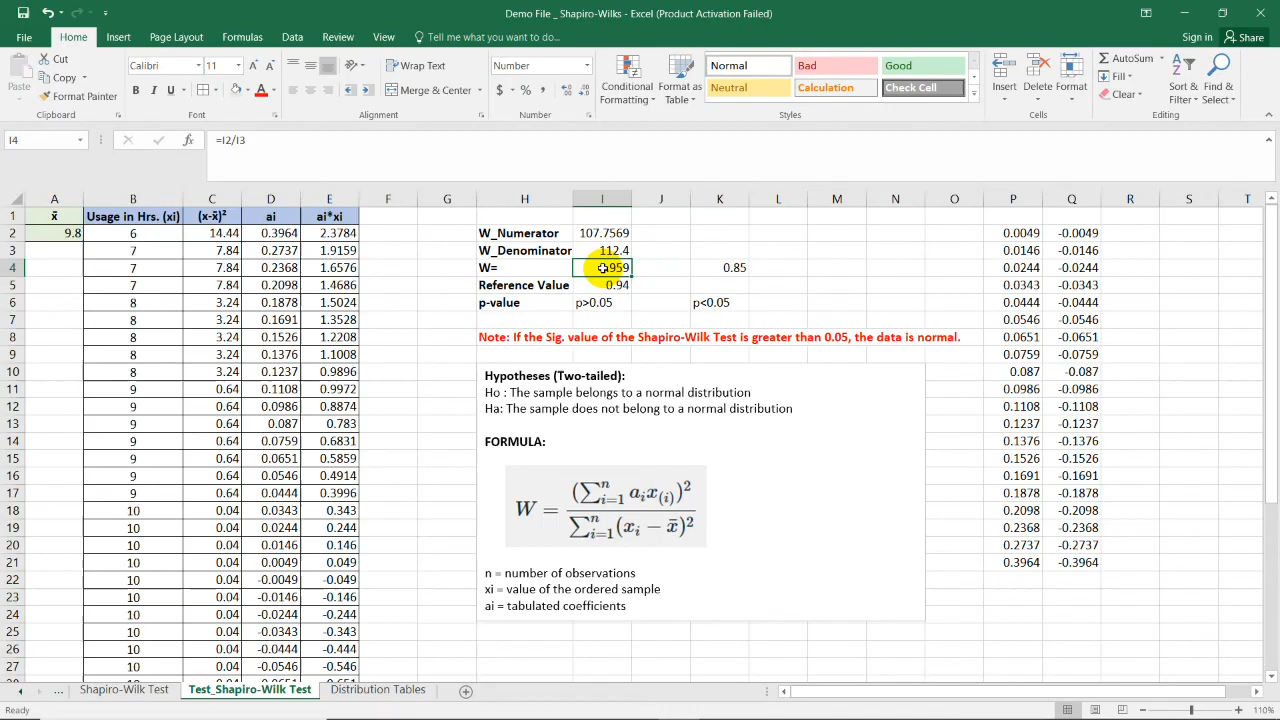 Demo File _ Shapiro-Wilks - Excel (Product Activation Failed)
File Home Insert Page Layout Formulas Data Review View Tell me what you want to do... Sign in Share
Cut
Copy
Format Painter
Paste
Clipboard
Calibri 11
B I U A
Font
Wrap Text
Merge & Center
Alignment
Number
$ % ,
Number
Conditional Formatting
Format as Table
Normal Bad Good
Neutral Calculation Check Cell
Styles
Insert Delete Format
Cells
AutoSum
Fill
Clear
Sort & Filter
Find & Select
Editing
I4 fx =I2/I3
A B C D E F G H I J K L M N O P Q R S T
1 x̄ Usage in Hrs. (xi) (x-x̄)² ai ai*xi
2 9.8 6 14.44 0.3964 2.3784 W_Numerator 107.7569 0.0049 -0.0049
3 7 7.84 0.2737 1.9159 W_Denominator 112.4 0.0146 -0.0146
4 7 7.84 0.2368 1.6576 W= 959 0.85 0.0244 -0.0244
5 7 7.84 0.2098 1.4686 Reference Value 0.94 0.0343 -0.0343
6 8 3.24 0.1878 1.5024 p-value p>0.05 p<0.05 0.0444 -0.0444
7 8 3.24 0.1691 1.3528 0.0546 -0.0546
8 8 3.24 0.1526 1.2208 Note: If the Sig. value of the Shapiro-Wilk Test is greater than 0.05, the data is normal. 0.0651 -0.0651
9 8 3.24 0.1376 1.1008 0.0759 -0.0759
10 8 3.24 0.1237 0.9896 0.087 -0.087
11 9 0.64 0.1108 0.9972 0.0986 -0.0986
12 9 0.64 0.0986 0.8874 0.1108 -0.1108
13 9 0.64 0.087 0.783 0.1237 -0.1237
14 9 0.64 0.0759 0.6831 0.1376 -0.1376
15 9 0.64 0.0651 0.5859 0.1526 -0.1526
16 9 0.64 0.0546 0.4914 0.1691 -0.1691
17 9 0.64 0.0444 0.3996 0.1878 -0.1878
18 10 0.04 0.0343 0.343 0.2098 -0.2098
19 10 0.04 0.0244 0.244 0.2368 -0.2368
20 10 0.04 0.0146 0.146 0.2737 -0.2737
21 10 0.04 0.0049 0.049 0.3964 -0.3964
22 10 0.04 -0.0049 -0.049
23 10 0.04 -0.0146 -0.146
24 10 0.04 -0.0244 -0.244
25 10 0.04 -0.0343 -0.343
26 10 0.04 -0.0444 -0.444
27 10 0.04 -0.0546 -0.546
Hypotheses (Two-tailed):
Ho : The sample belongs to a normal distribution
Ha: The sample does not belong to a normal distribution
FORMULA:
W = (∑ⁿᵢ₌₁ aᵢx₍ᵢ₎)² / ∑ⁿᵢ₌₁(xᵢ − x̄)²
n = number of observations
xi = value of the ordered sample
ai = tabulated coefficients
... Shapiro-Wilk Test Test_Shapiro-Wilk Test Distribution Tables
Ready 110%